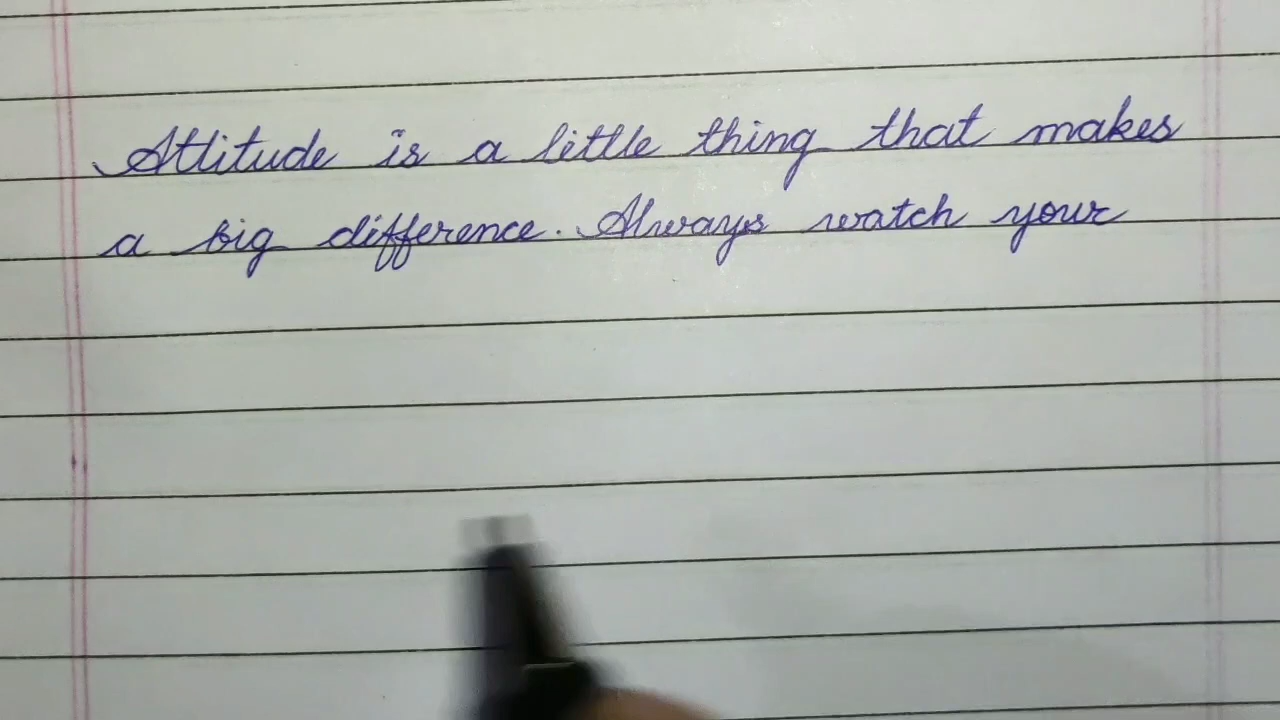 Attitude is a little thing that makes
a big difference. Always watch your